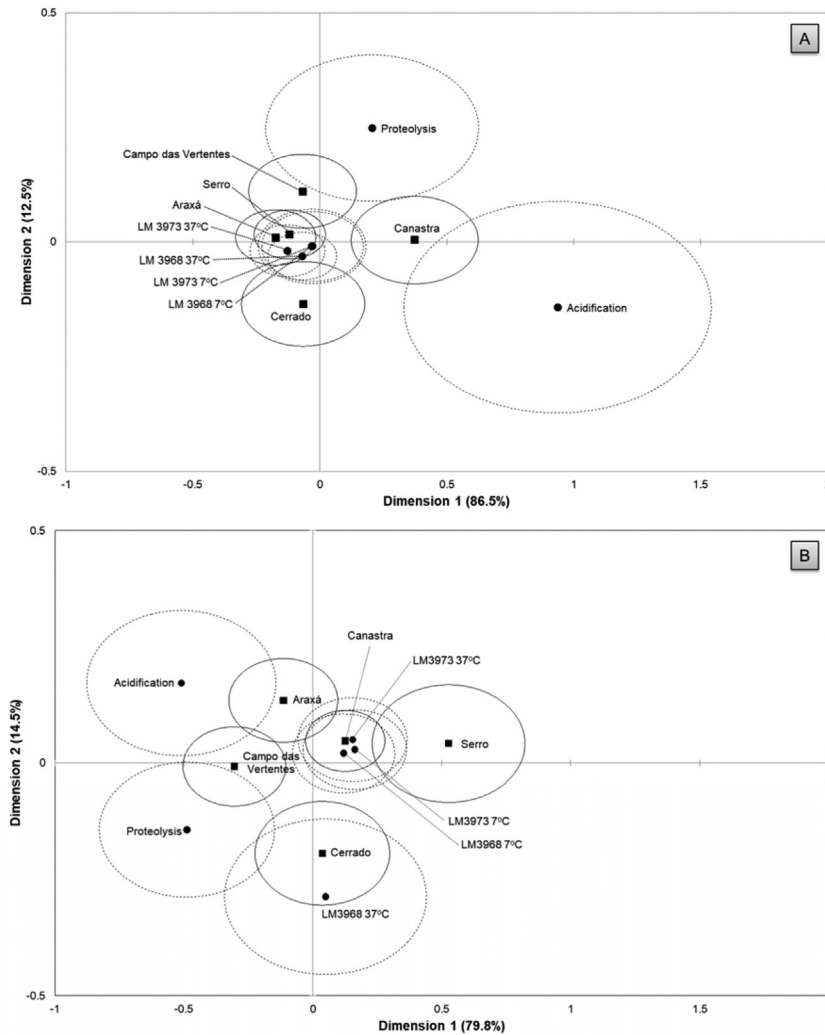 0.5
A
Proteolysis
Campo das Vertentes
Serro
Araxá
Canastra
LM 3973 37ºC
0
LM 3968 37ºC
LM 3973 7ºC
LM 3968 7ºC
Cerrado
Acidification
Dimension 2 (12.5%)
-0.5
-1
-0.5
0
0.5
1
1.5
Dimension 1 (86.5%)
0.5
B
Canastra
LM3973 37ºC
Acidification
Araxá
Serro
Campo das
Vertentes
0
LM3973 7ºC
Proteolysis
LM3968 7ºC
Cerrado
LM3968 37ºC
Dimension 2 (14.5%)
-0.5
-1
-0.5
0
0.5
1
1.5
Dimension 1 (79.8%)